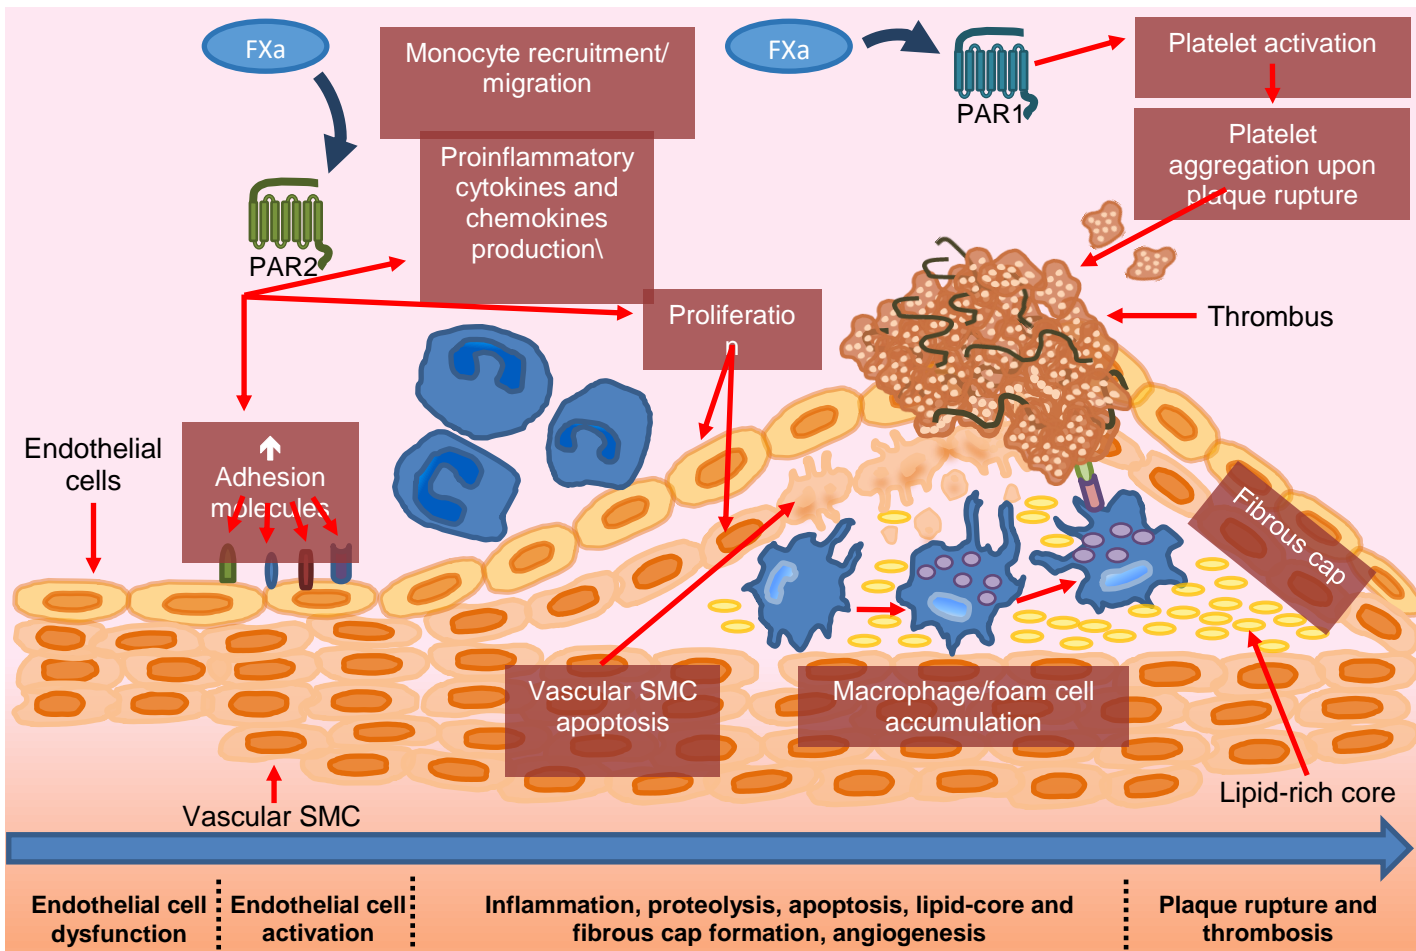 FXa
Monocyte recruitment/
migration
FXa
PAR1
Platelet activation
Platelet
aggregation upon
plaque rupture
Proinflammatory
cytokines and
chemokines
production\
PAR2
Proliferatio
n
Thrombus
Endothelial
cells
Adhesion
molecules
Fibrous cap
Vascular SMC
apoptosis
Macrophage/foam cell
accumulation
Lipid-rich core
Vascular SMC
Endothelial cell
dysfunction
Endothelial cell
activation
Inflammation, proteolysis, apoptosis, lipid-core and
fibrous cap formation, angiogenesis
Plaque rupture and
thrombosis